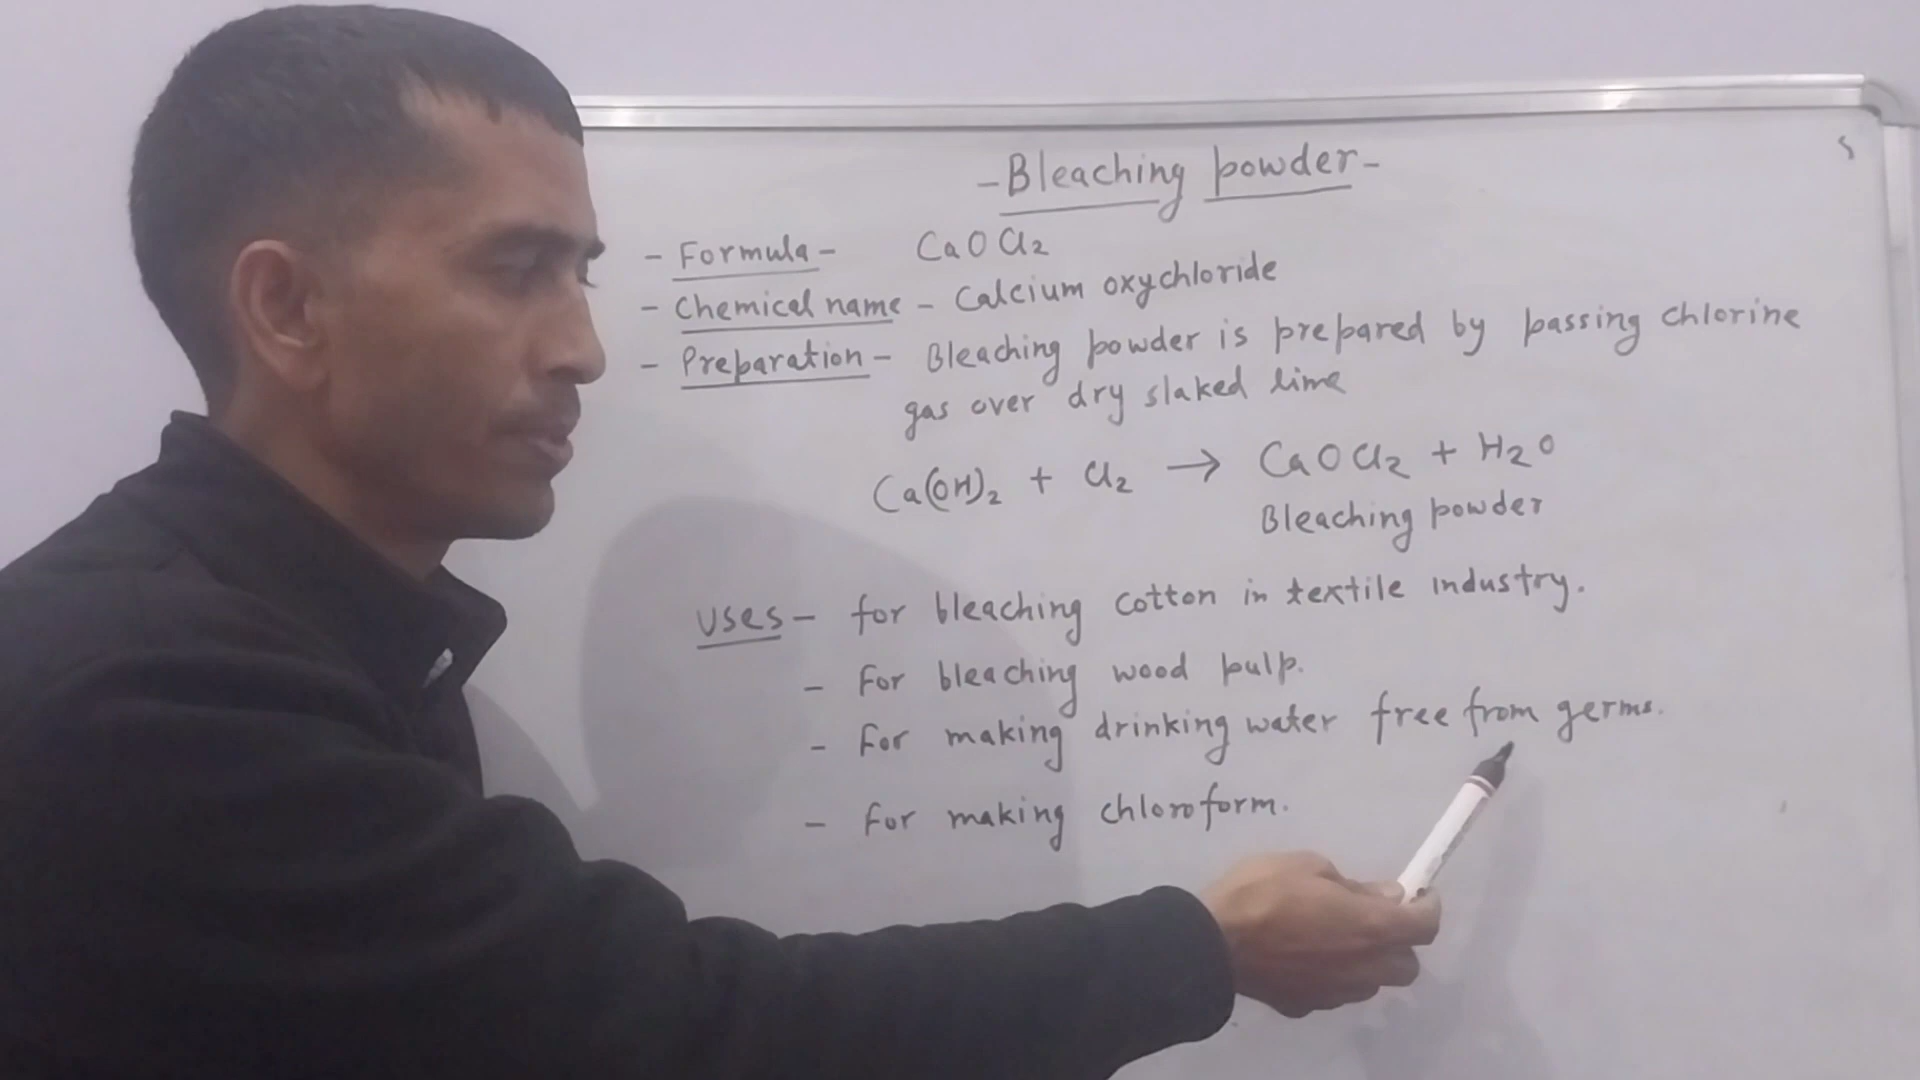 - Bleaching powder -
- Formula - CaOCl2
- Chemical name - Calcium oxychloride
- Preparation - Bleaching powder is prepared by passing chlorine
gas over dry slaked lime
Ca(OH)2 + Cl2 → CaOCl2 + H2O
Bleaching powder
Uses - for bleaching cotton in textile industry.
- For bleaching wood pulp.
- For making drinking water free from germs.
- For making chloroform.